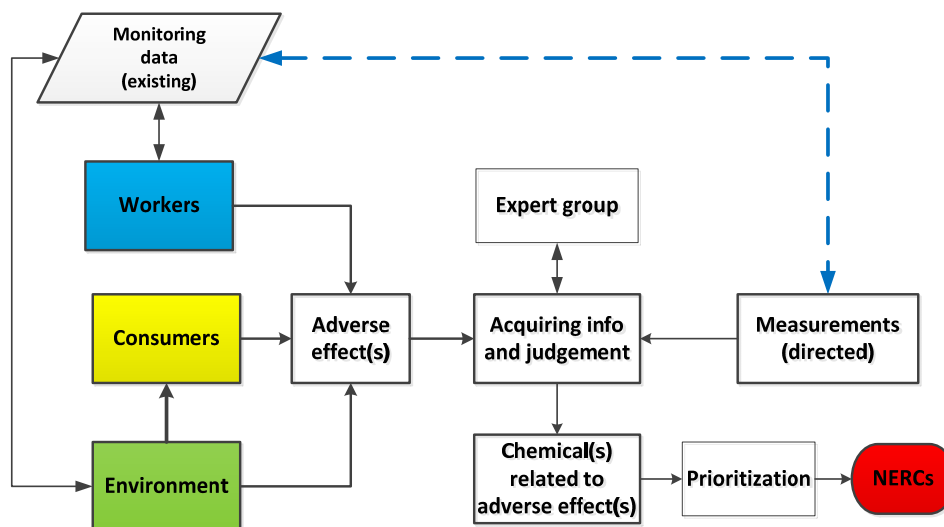 Monitoring
data
(existing)
Workers
Expert group
Consumers
Adverse
effect(s)
Acquiring info
and judgement
Measurements
(directed)
Environment
Chemical(s)
related to
adverse effect(s)
Prioritization
NERCs